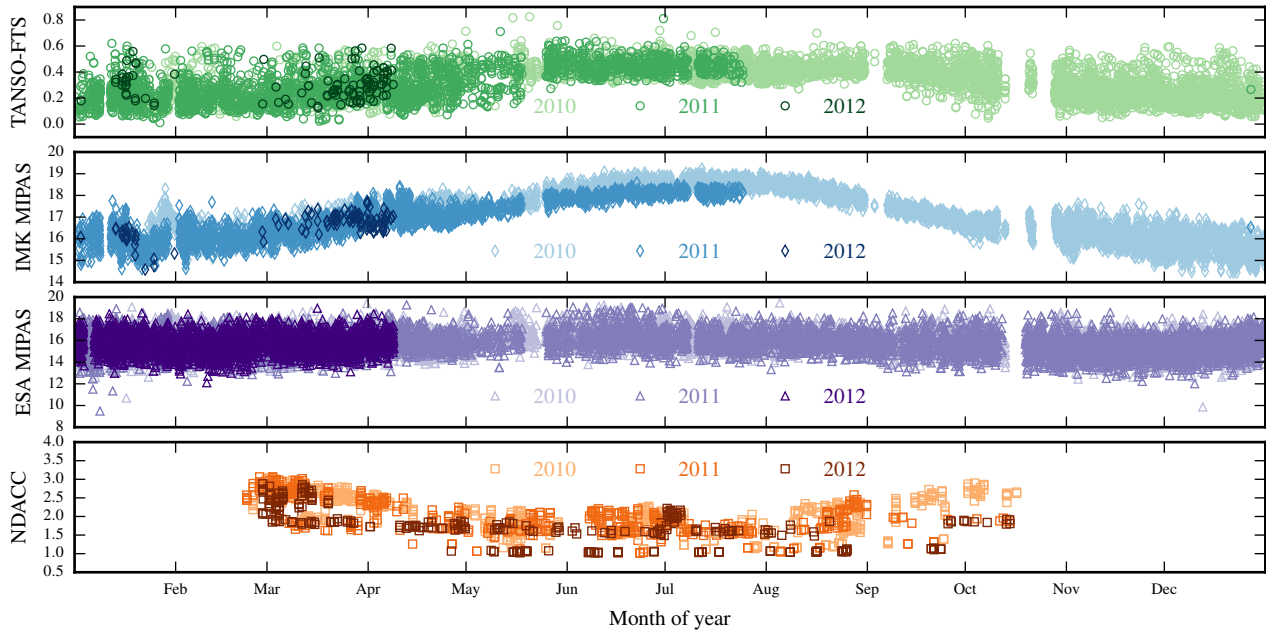 TANSO-FTS
0.8
0.6
0.4
0.2
0.0
2010 2011 2012
IMK MIPAS
20
19
18
17
16
15
14
2010 2011 2012
ESA MIPAS
20
18
16
14
12
10
8
2010 2011 2012
NDACC
4.0
3.5
3.0
2.5
2.0
1.5
1.0
0.5
2010 2011 2012
Feb Mar Apr May Jun Jul Aug Sep Oct Nov Dec
Month of year